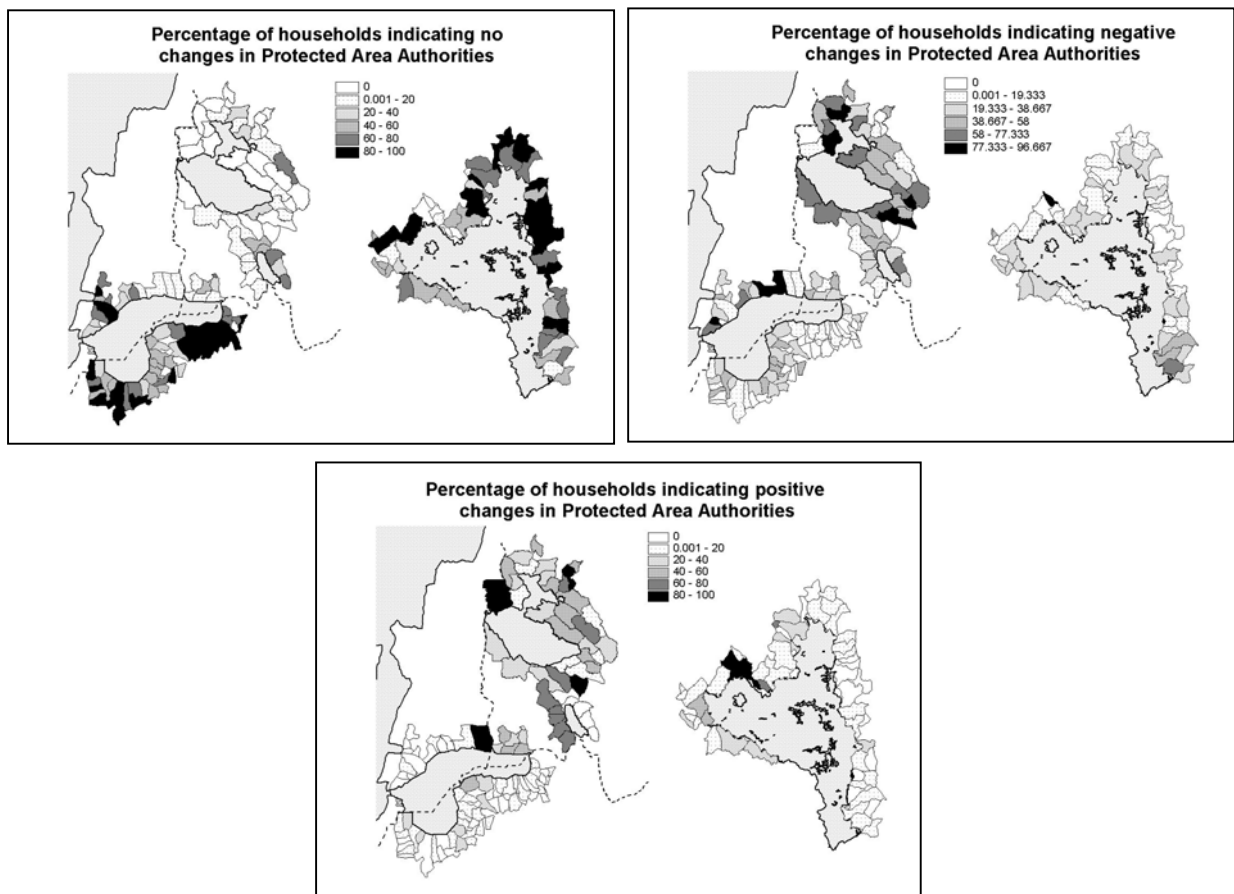 Percentage of households indicating no
changes in Protected Area Authorities
0
0.001 - 20
20 - 40
40 - 60
60 - 80
80 - 100
Percentage of households indicating negative
changes in Protected Area Authorities
0
0.001 - 19.333
19.333 - 38.667
38.667 - 58
58 - 77.333
77.333 - 96.667
Percentage of households indicating positive
changes in Protected Area Authorities
0
0.001 - 20
20 - 40
40 - 60
60 - 80
80 - 100